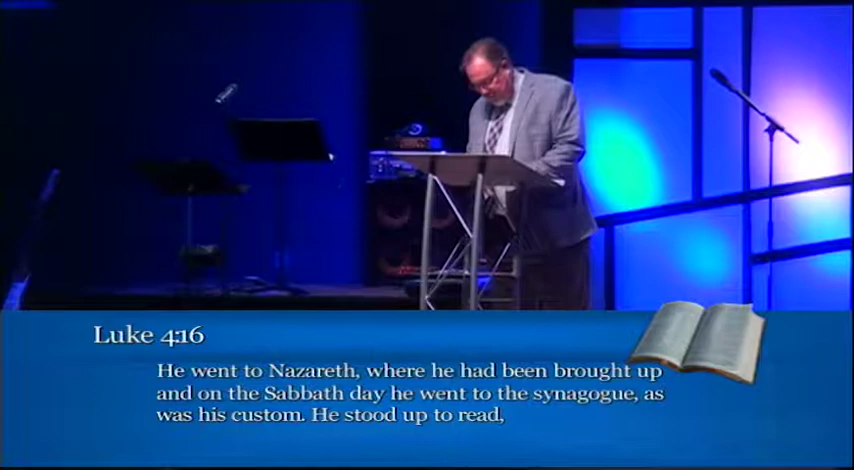 Luke 4:16
He went to Nazareth, where he had been brought up
and on the Sabbath day he went to the synagogue, as
was his custom. He stood up to read,